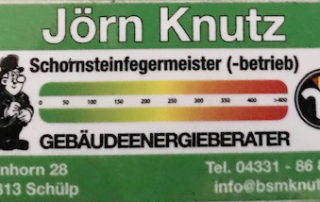 Jörn Knutz
Schornsteinfegermeister (-betrieb)
0 50 100 150 200 250 300 350 400 >400
GEBÄUDEENERGIEBERATER
nhorn 28
313 Schülp
Tel. 04331 - 86 8
info@bsmknut